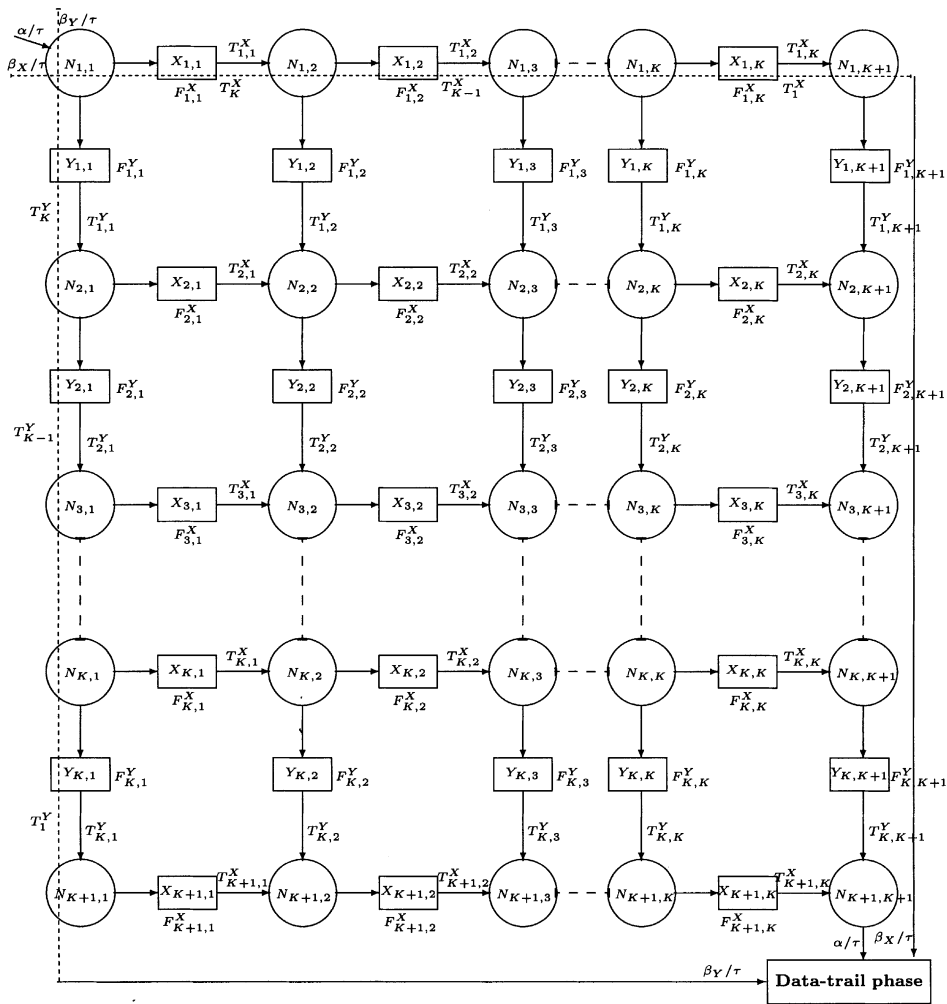 α/τ β_Y/τ
β_X/τ N_{1,1} X_{1,1} T^X_{1,1} N_{1,2} X_{1,2} T^X_{1,2} N_{1,3} N_{1,K} X_{1,K} T^X_{1,K} N_{1,K+1}
F^X_{1,1} T^X_K F^X_{1,2} T^X_{K-1} F^X_{1,K} T^X_1
Y_{1,1} F^Y_{1,1} Y_{1,2} F^Y_{1,2} Y_{1,3} F^Y_{1,3} Y_{1,K} F^Y_{1,K} Y_{1,K+1} F^Y_{1,K+1}
T^Y_K T^Y_{1,1} T^Y_{1,2} T^Y_{1,3} T^Y_{1,K} T^Y_{1,K+1}
N_{2,1} X_{2,1} T^X_{2,1} N_{2,2} X_{2,2} T^X_{2,2} N_{2,3} N_{2,K} X_{2,K} T^X_{2,K} N_{2,K+1}
F^X_{2,1} F^X_{2,2} F^X_{2,K}
Y_{2,1} F^Y_{2,1} Y_{2,2} F^Y_{2,2} Y_{2,3} F^Y_{2,3} Y_{2,K} F^Y_{2,K} Y_{2,K+1} F^Y_{2,K+1}
T^Y_{K-1} T^Y_{2,1} T^Y_{2,2} T^Y_{2,3} T^Y_{2,K} T^Y_{2,K+1}
N_{3,1} X_{3,1} T^X_{3,1} N_{3,2} X_{3,2} T^X_{3,2} N_{3,3} N_{3,K} X_{3,K} T^X_{3,K} N_{3,K+1}
F^X_{3,1} F^X_{3,2} F^X_{3,K}
N_{K,1} X_{K,1} T^X_{K,1} N_{K,2} X_{K,2} T^X_{K,2} N_{K,3} N_{K,K} X_{K,K} T^X_{K,K} N_{K,K+1}
F^X_{K,1} F^X_{K,2} F^X_{K,K}
Y_{K,1} F^Y_{K,1} Y_{K,2} F^Y_{K,2} Y_{K,3} F^Y_{K,3} Y_{K,K} F^Y_{K,K} Y_{K,K+1} F^Y_{K,K+1}
T^Y_1 T^Y_{K,1} T^Y_{K,2} T^Y_{K,3} T^Y_{K,K} T^Y_{K,K+1}
N_{K+1,1} X_{K+1,1} T^X_{K+1,1} N_{K+1,2} X_{K+1,2} T^X_{K+1,2} N_{K+1,3} N_{K+1,K} X_{K+1,K} T^X_{K+1,K} N_{K+1,K+1}
F^X_{K+1,1} F^X_{K+1,2} F^X_{K+1,K}
α/τ β_X/τ
β_Y/τ Data-trail phase